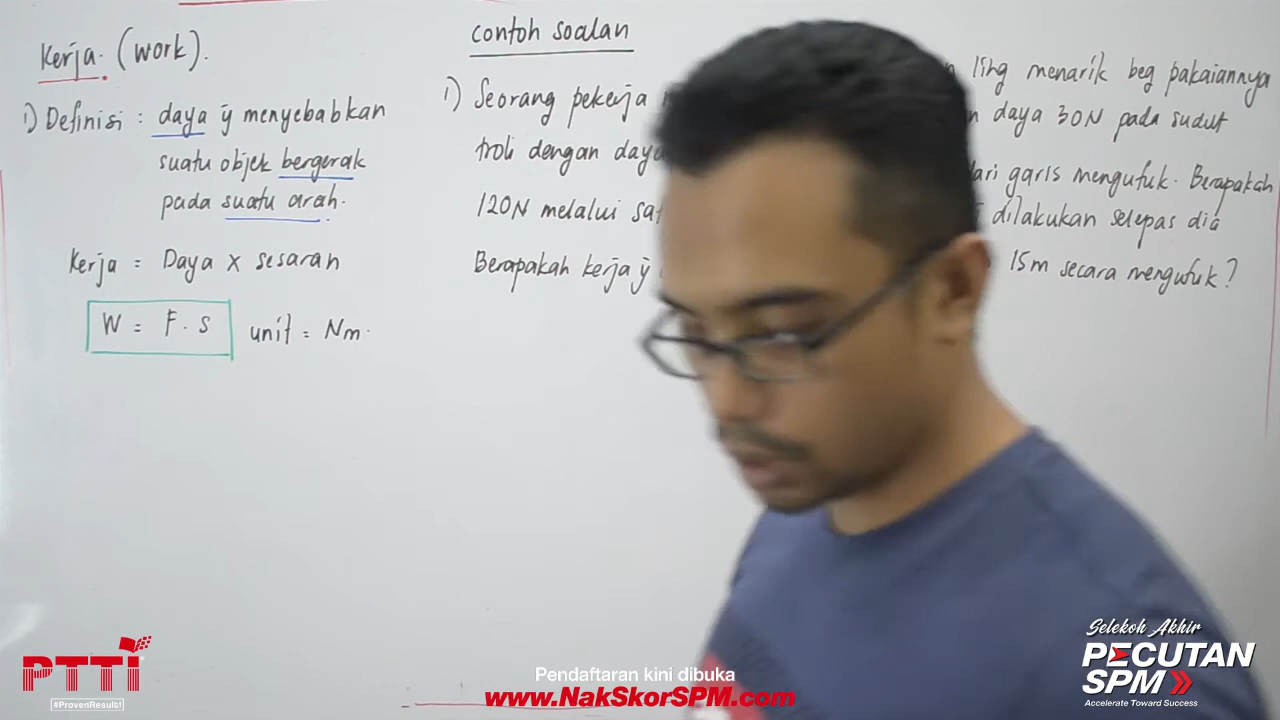 Kerja. (work).
1) Definisi : daya ÿ menyebabkan
suatu objek bergerak
pada suatu arah.
Kerja = Daya x sesaran
W = F . s unit = Nm.
contoh soalan
1) Seorang pekerja
troli dengan daya
120N melalui
Berapakah kerja ÿ
ling menarik beg pakaiannya
daya 30N pada sudut
dari garis mengufuk. Berapakah
dilakukan selepas dia
15m secara mengufuk?
PTTi
#ProvenResult!
Pendaftaran kini dibuka
www.NakSkorSPM.com
Selekoh Akhir
PECUTAN
SPM
Accelerate Toward Success